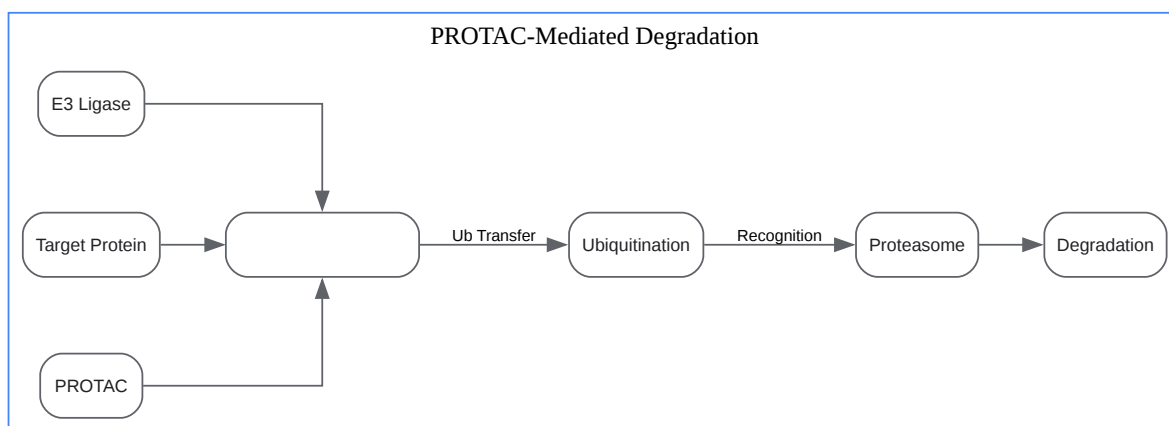 PROTAC-Mediated Degradation
E3 Ligase
Target Protein
Ub Transfer
Ubiquitination
Recognition
Proteasome
Degradation
PROTAC